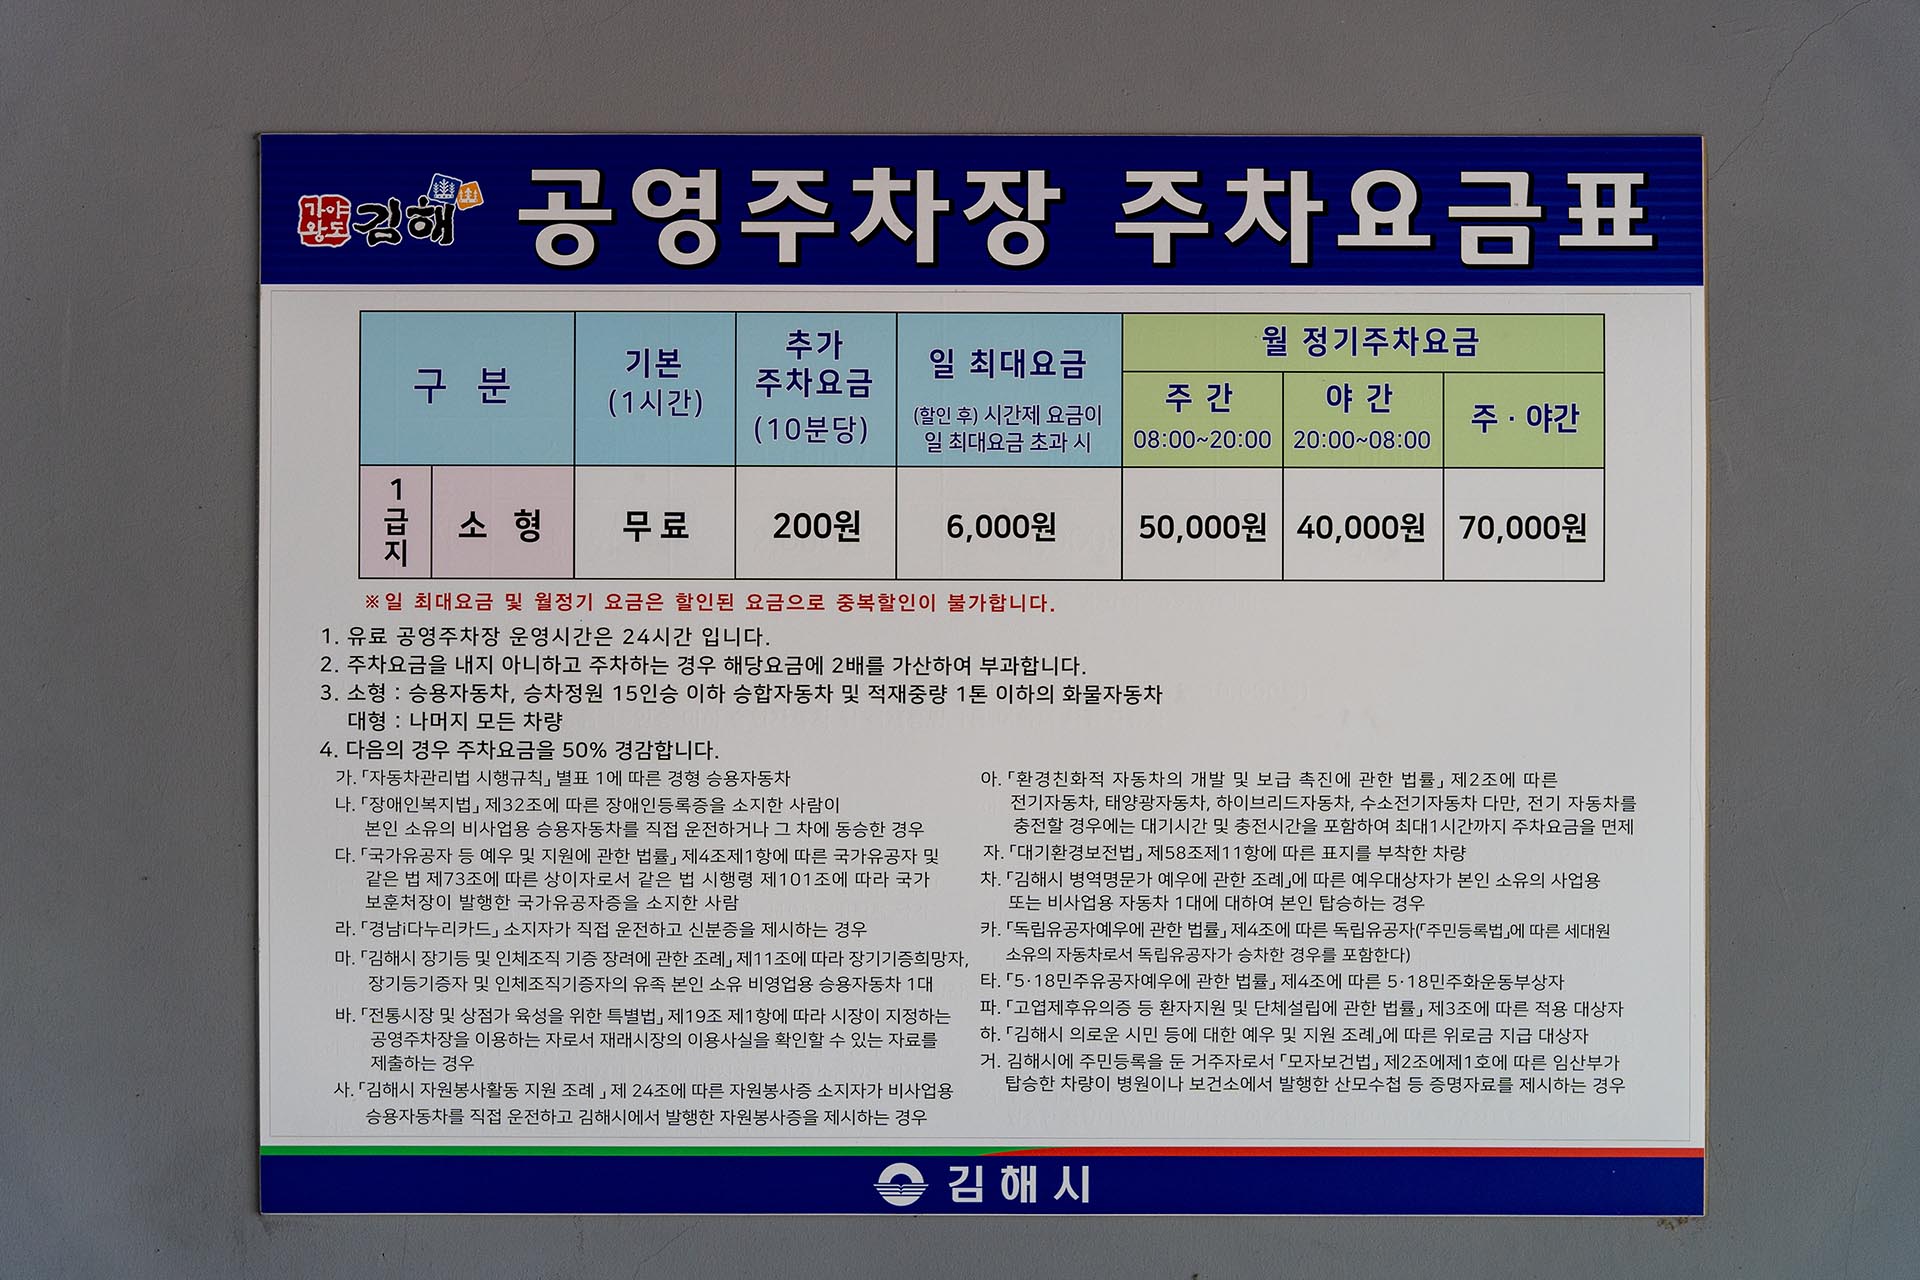 가야
왕도
김해
공영주차장 주차요금표
구 분
기본
(1시간)
추가
주차요금
(10분당)
일 최대요금
(할인 후) 시간제 요금이
일 최대요금 초과 시
월 정기주차요금
주 간
08:00~20:00
야 간
20:00~08:00
주 · 야간
1
급
지
소 형
무 료
200원
6,000원
50,000원
40,000원
70,000원
※일 최대요금 및 월정기 요금은 할인된 요금으로 중복할인이 불가합니다.
1. 유료 공영주차장 운영시간은 24시간 입니다.
2. 주차요금을 내지 아니하고 주차하는 경우 해당요금에 2배를 가산하여 부과합니다.
3. 소형 : 승용자동차, 승차정원 15인승 이하 승합자동차 및 적재중량 1톤 이하의 화물자동차
대형 : 나머지 모든 차량
4. 다음의 경우 주차요금을 50% 경감합니다.
가.「자동차관리법 시행규칙」별표 1에 따른 경형 승용자동차
나.「장애인복지법」제32조에 따른 장애인등록증을 소지한 사람이
본인 소유의 비사업용 승용자동차를 직접 운전하거나 그 차에 동승한 경우
다.「국가유공자 등 예우 및 지원에 관한 법률」제4조제1항에 따른 국가유공자 및
같은 법 제73조에 따른 상이자로서 같은 법 시행령 제101조에 따라 국가
보훈처장이 발행한 국가유공자증을 소지한 사람
라.「경남i다누리카드」소지자가 직접 운전하고 신분증을 제시하는 경우
마.「김해시 장기등 및 인체조직 기증 장려에 관한 조례」제11조에 따라 장기기증희망자,
장기등기증자 및 인체조직기증자의 유족 본인 소유 비영업용 승용자동차 1대
바.「전통시장 및 상점가 육성을 위한 특별법」제19조 제1항에 따라 시장이 지정하는
공영주차장을 이용하는 자로서 재래시장의 이용사실을 확인할 수 있는 자료를
제출하는 경우
사.「김해시 자원봉사활동 지원 조례 」제 24조에 따른 자원봉사증 소지자가 비사업용
승용자동차를 직접 운전하고 김해시에서 발행한 자원봉사증을 제시하는 경우
아.「환경친화적 자동차의 개발 및 보급 촉진에 관한 법률」제2조에 따른
전기자동차, 태양광자동차, 하이브리드자동차, 수소전기자동차 다만, 전기 자동차를
충전할 경우에는 대기시간 및 충전시간을 포함하여 최대1시간까지 주차요금을 면제
자.「대기환경보전법」제58조제11항에 따른 표지를 부착한 차량
차.「김해시 병역명문가 예우에 관한 조례」에 따른 예우대상자가 본인 소유의 사업용
또는 비사업용 자동차 1대에 대하여 본인 탑승하는 경우
카.「독립유공자예우에 관한 법률」제4조에 따른 독립유공자(「주민등록법」에 따른 세대원
소유의 자동차로서 독립유공자가 승차한 경우를 포함한다)
타.「5·18민주유공자예우에 관한 법률」제4조에 따른 5·18민주화운동부상자
파.「고엽제후유의증 등 환자지원 및 단체설립에 관한 법률」제3조에 따른 적용 대상자
하.「김해시 의로운 시민 등에 대한 예우 및 지원 조례」에 따른 위로금 지급 대상자
거. 김해시에 주민등록을 둔 거주자로서「모자보건법」제2조에제1호에 따른 임산부가
탑승한 차량이 병원이나 보건소에서 발행한 산모수첩 등 증명자료를 제시하는 경우
김해시